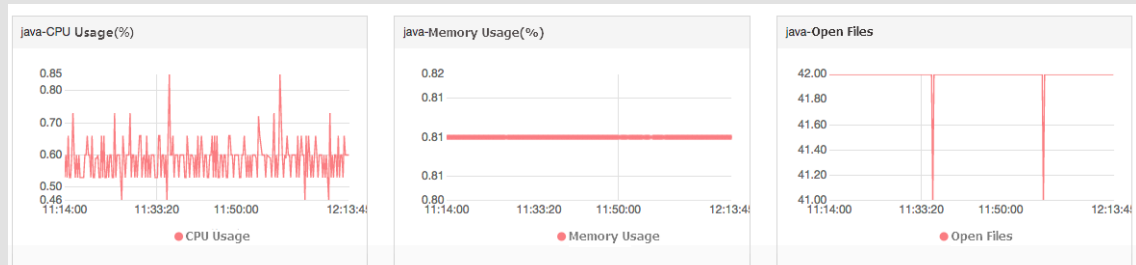 java-CPU Usage(%)
0.85
0.80
0.70
0.60
0.50
0.46
11:14:00 11:33:20 11:50:00 12:13:45
CPU Usage
java-Memory Usage(%)
0.82
0.81
0.81
0.81
0.80
11:14:00 11:33:20 11:50:00 12:13:45
Memory Usage
java-Open Files
42.00
41.80
41.60
41.40
41.20
41.00
11:14:00 11:33:20 11:50:00 12:13:45
Open Files